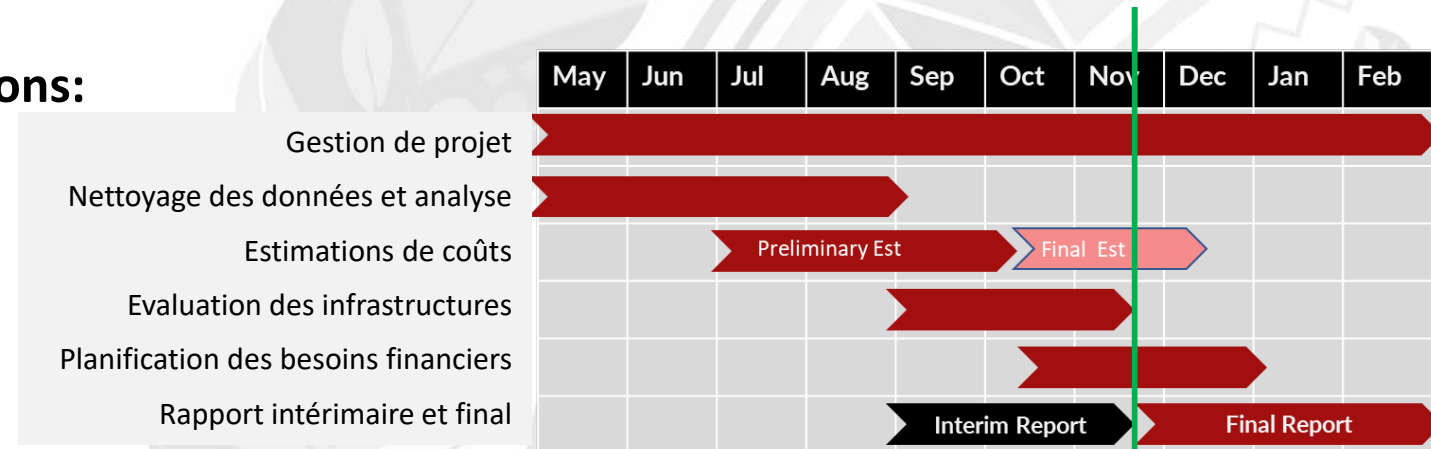 ons:
May Jun Jul Aug Sep Oct Nov Dec Jan Feb
Gestion de projet
Nettoyage des données et analyse
Estimations de coûts Preliminary Est Final Est
Evaluation des infrastructures
Planification des besoins financiers
Rapport intérimaire et final Interim Report Final Report